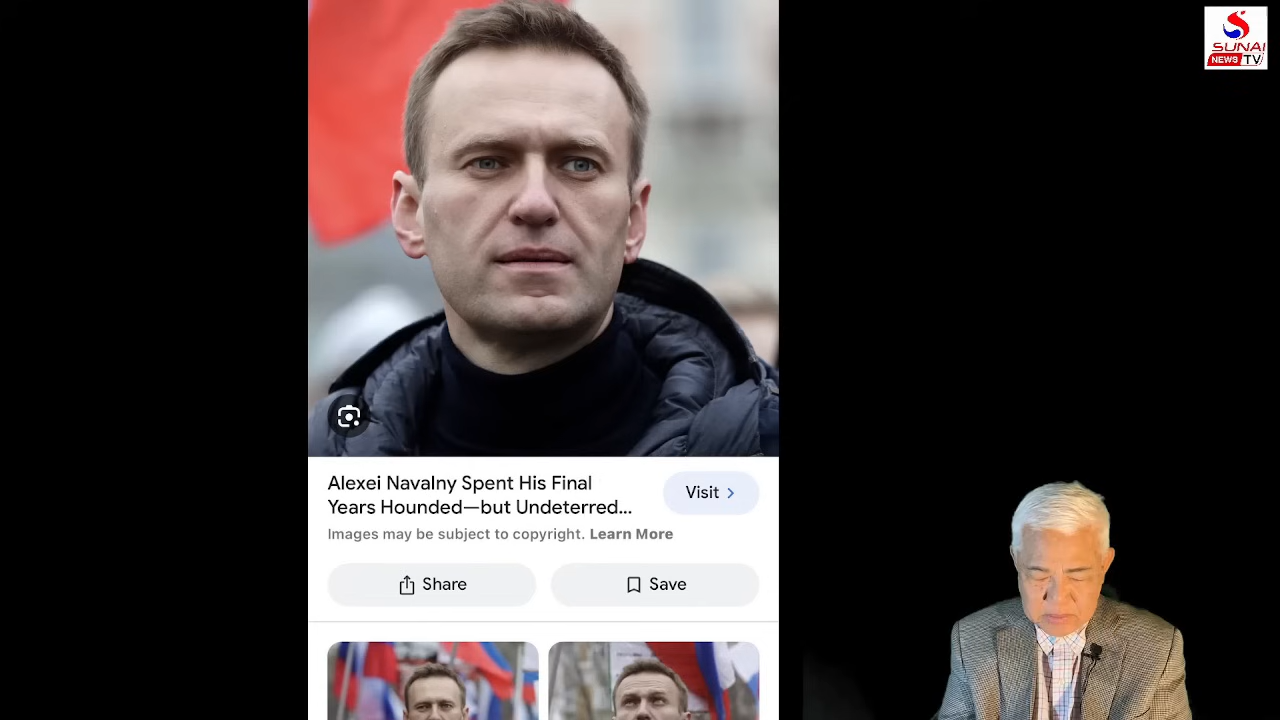 SUNAI
NEWS TV
Alexei Navalny Spent His Final
Years Hounded—but Undeterred...
Visit
Images may be subject to copyright. Learn More
Share
Save